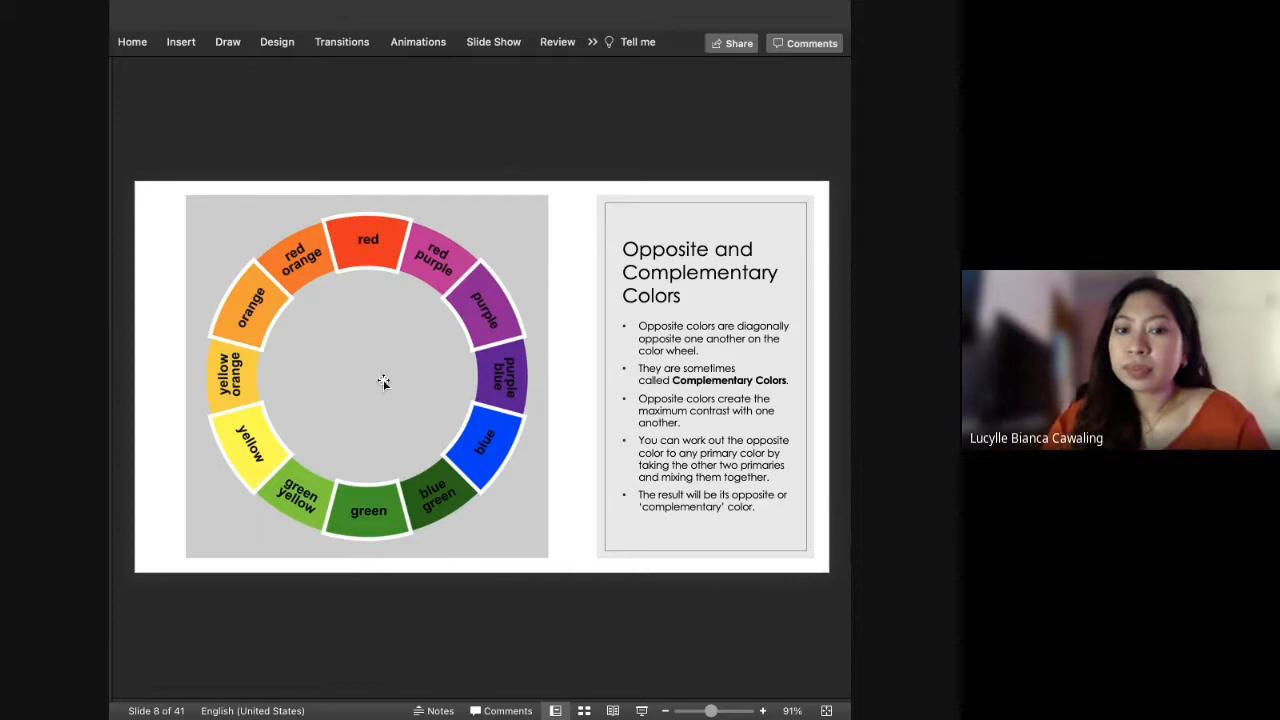 Home Insert Draw Design Transitions Animations Slide Show Review >> Tell me Share Comments
red
red
purple
purple
purple
blue
blue
blue
green
green
green
yellow
yellow
yellow
orange
orange
red
orange
Opposite and
Complementary
Colors
• Opposite colors are diagonally
opposite one another on the
color wheel.
• They are sometimes
called Complementary Colors.
• Opposite colors create the
maximum contrast with one
another.
• You can work out the opposite
color to any primary color by
taking the other two primaries
and mixing them together.
• The result will be its opposite or
'complementary' color.
Lucylle Bianca Cawaling
Slide 8 of 41 English (United States) Notes Comments 91%